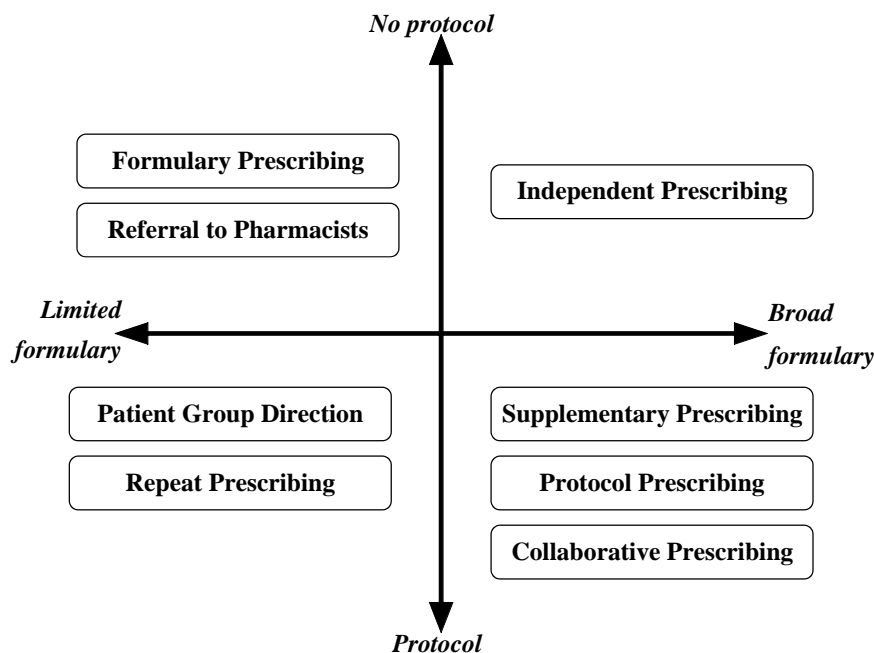 No protocol
Formulary Prescribing
Independent Prescribing
Referral to Pharmacists
Limited
formulary
Broad
formulary
Patient Group Direction
Supplementary Prescribing
Repeat Prescribing
Protocol Prescribing
Collaborative Prescribing
Protocol